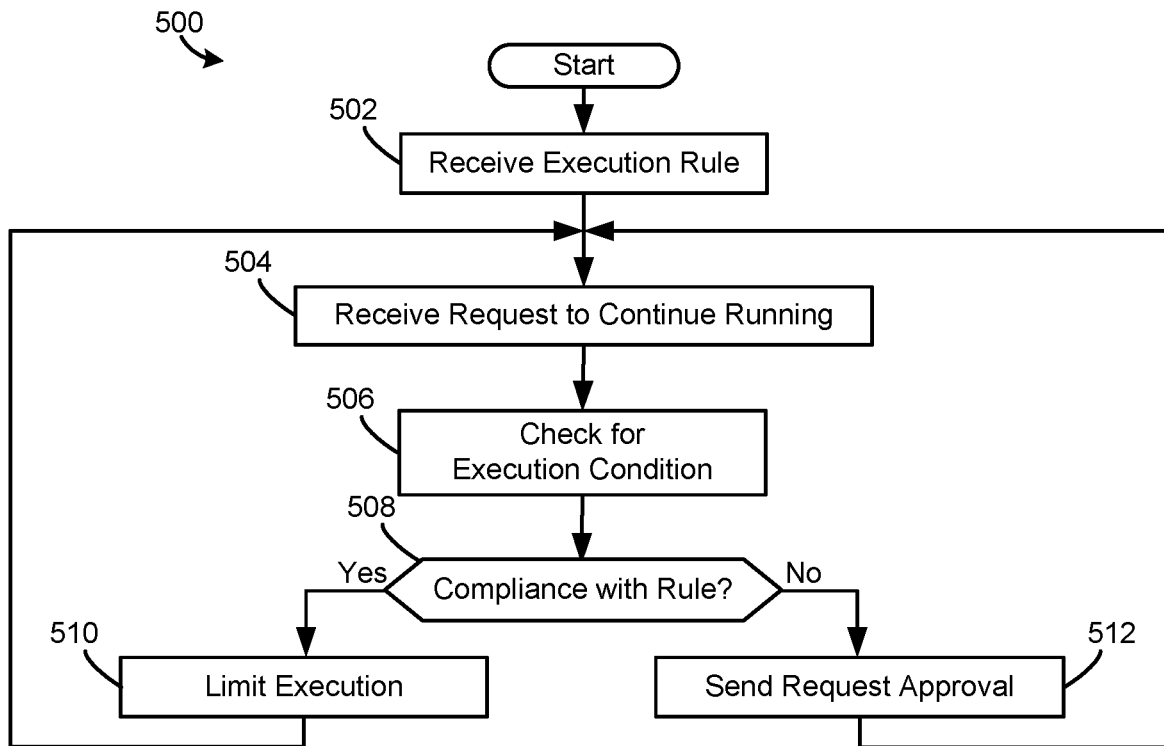 500
Start
502
Receive Execution Rule
504
Receive Request to Continue Running
506
Check for
Execution Condition
508
Yes
Compliance with Rule?
No
510
Limit Execution
Send Request Approval
512